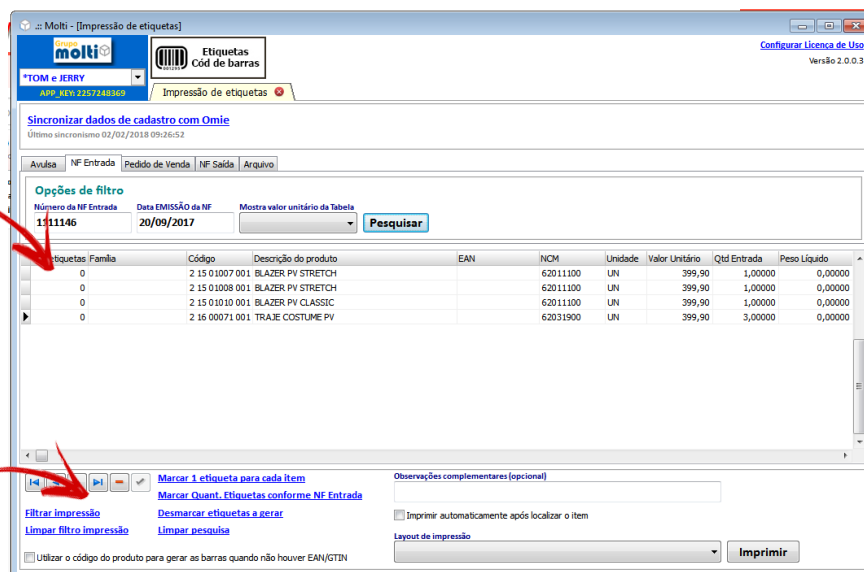 .:: Molti - [Impressão de etiquetas]
Grupo
molti
Etiquetas
Cód de barras
Configurar Licença de Uso
Versão 2.0.0.3
*TOM e JERRY
APP_KEY: 2257248369
Impressão de etiquetas
Sincronizar dados de cadastro com Omie
Último sincronismo 02/02/2018 09:26:52
Avulsa NF Entrada Pedido de Venda NF Saída Arquivo
Opções de filtro
Número da NF Entrada Data EMISSÃO da NF Mostra valor unitário da Tabela
1111146 20/09/2017 Pesquisar
etiquetas Família Código Descrição do produto EAN NCM Unidade Valor Unitário Qtd Entrada Peso Líquido
0 2 15 01007 001 BLAZER PV STRETCH 62011100 UN 399,90 1,00000 0,00000
0 2 15 01008 001 BLAZER PV STRETCH 62011100 UN 399,90 1,00000 0,00000
0 2 15 01010 001 BLAZER PV CLASSIC 62011100 UN 399,90 1,00000 0,00000
0 2 16 00071 001 TRAJE COSTUME PV 62031900 UN 399,90 3,00000 0,00000
Marcar 1 etiqueta para cada item
Observações complementares (opcional)
Marcar Quant. Etiquetas conforme NF Entrada
Filtrar impressão Desmarcar etiquetas a gerar
Imprimir automaticamente após localizar o item
Limpar filtro impressão Limpar pesquisa
Layout de impressão
Utilizar o código do produto para gerar as barras quando não houver EAN/GTIN
Imprimir